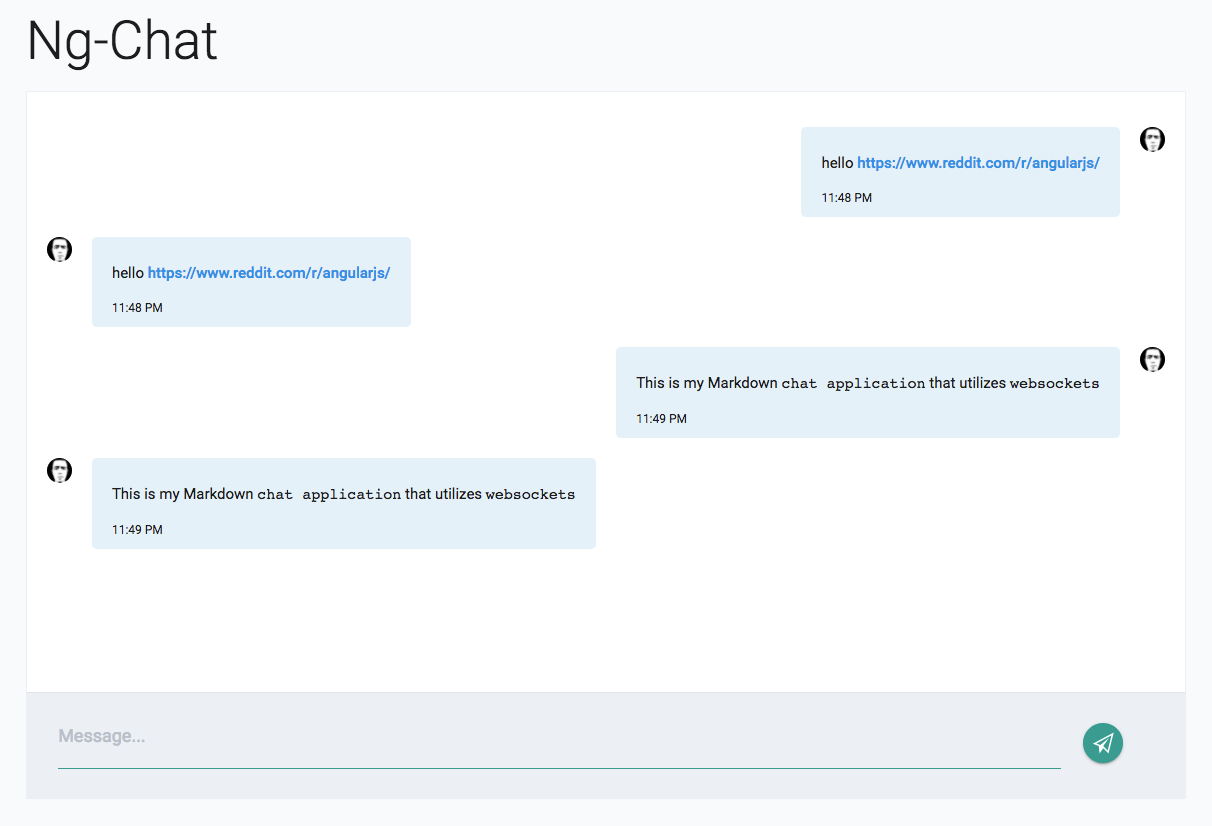 Ng-Chat
hello https://www.reddit.com/r/angularjs/
11:48 PM
hello https://www.reddit.com/r/angularjs/
11:48 PM
This is my Markdown chat application that utilizes websockets
11:49 PM
This is my Markdown chat application that utilizes websockets
11:49 PM
Message...